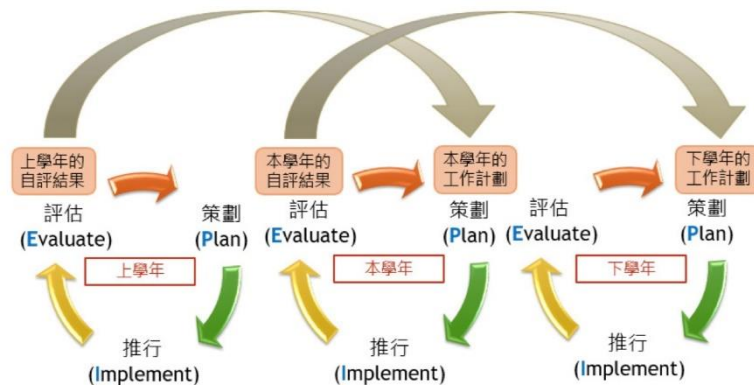 上學年的
自評結果
本學年的
自評結果
本學年的
工作計劃
下學年的
工作計劃
評估
(Evaluate)
策劃
(Plan)
評估
(Evaluate)
策劃
(Plan)
評估
(Evaluate)
策劃
(Plan)
上學年
本學年
下學年
推行
(Implement)
推行
(Implement)
推行
(Implement)